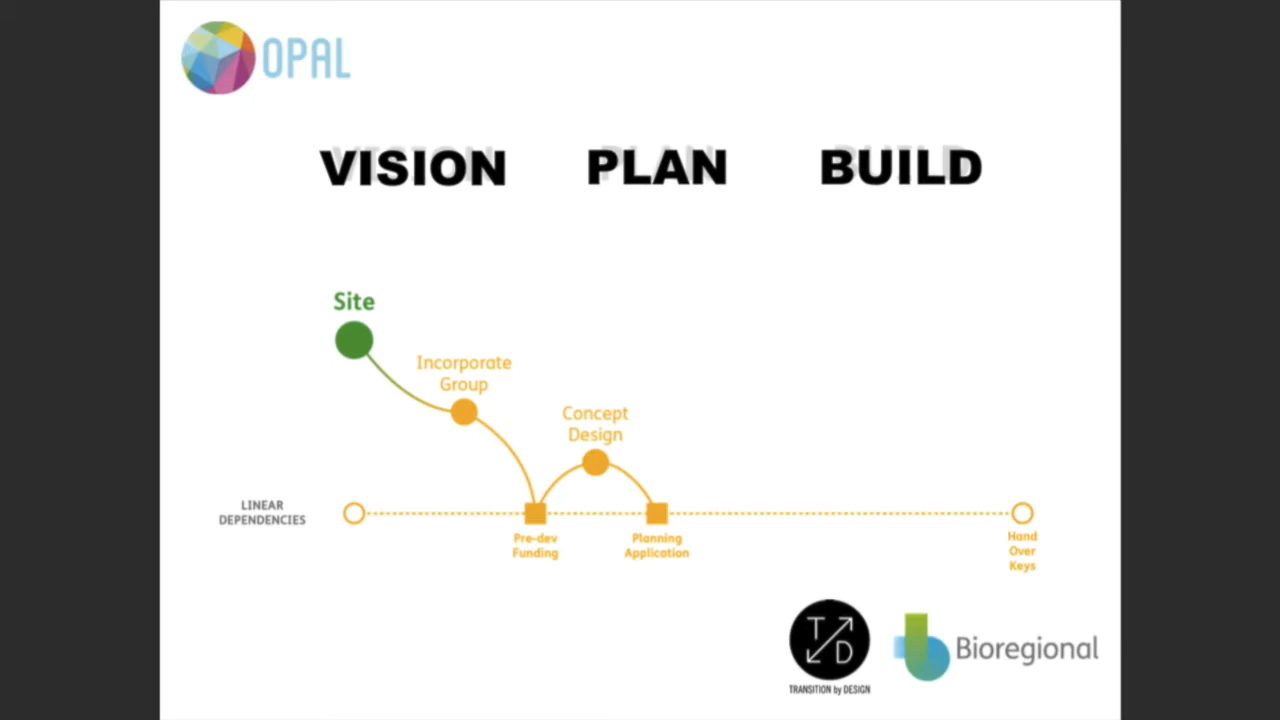 OPAL
VISION PLAN BUILD
Site
Incorporate
Group
Concept
Design
LINEAR
DEPENDENCIES
Pre-dev
Funding
Planning
Application
Hand
Over
Keys
T D
TRANSITION by DESIGN
Bioregional